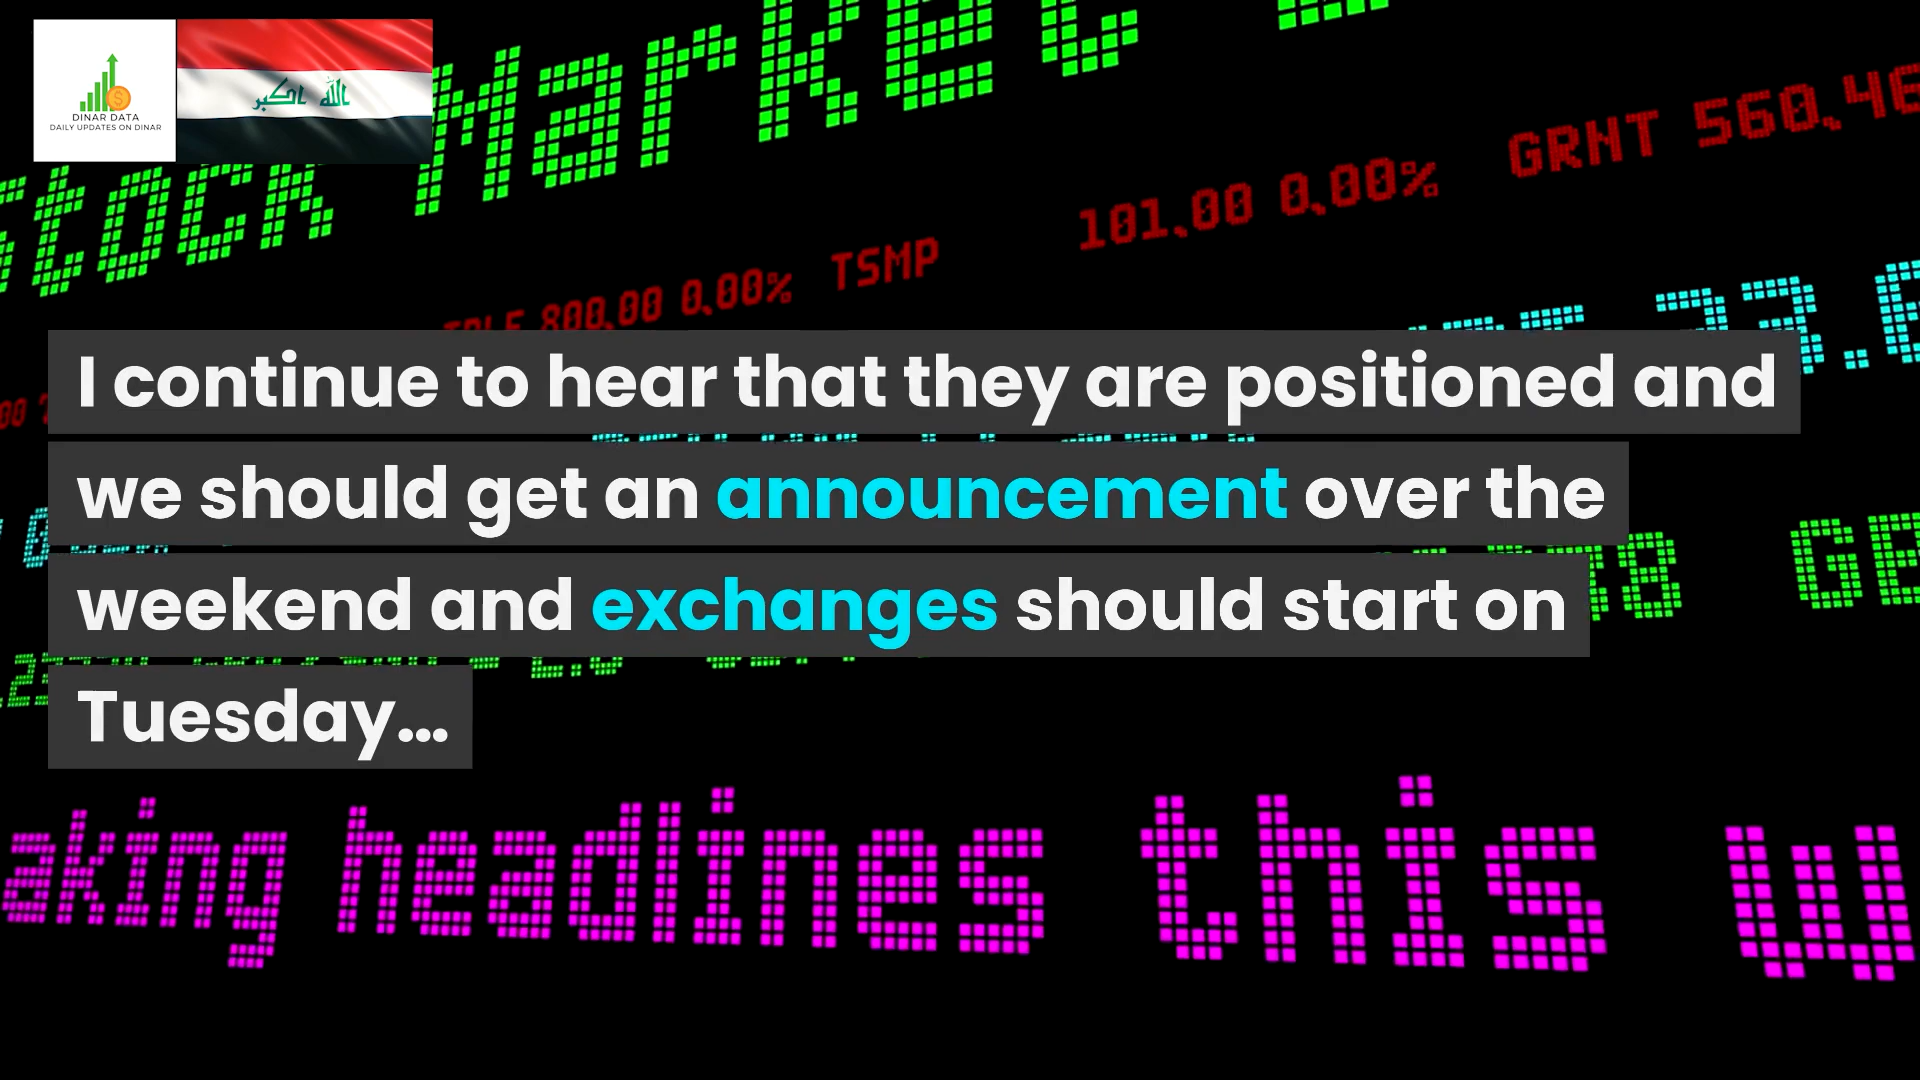 DINAR DATA
DAILY UPDATES ON DINAR
الله اكبر
Stock Market
GRNT 560.46
101.00 0.00%
800.00 0.00% TSMP
I continue to hear that they are positioned and
we should get an announcement over the
weekend and exchanges should start on
Tuesday...
aking headlines this w